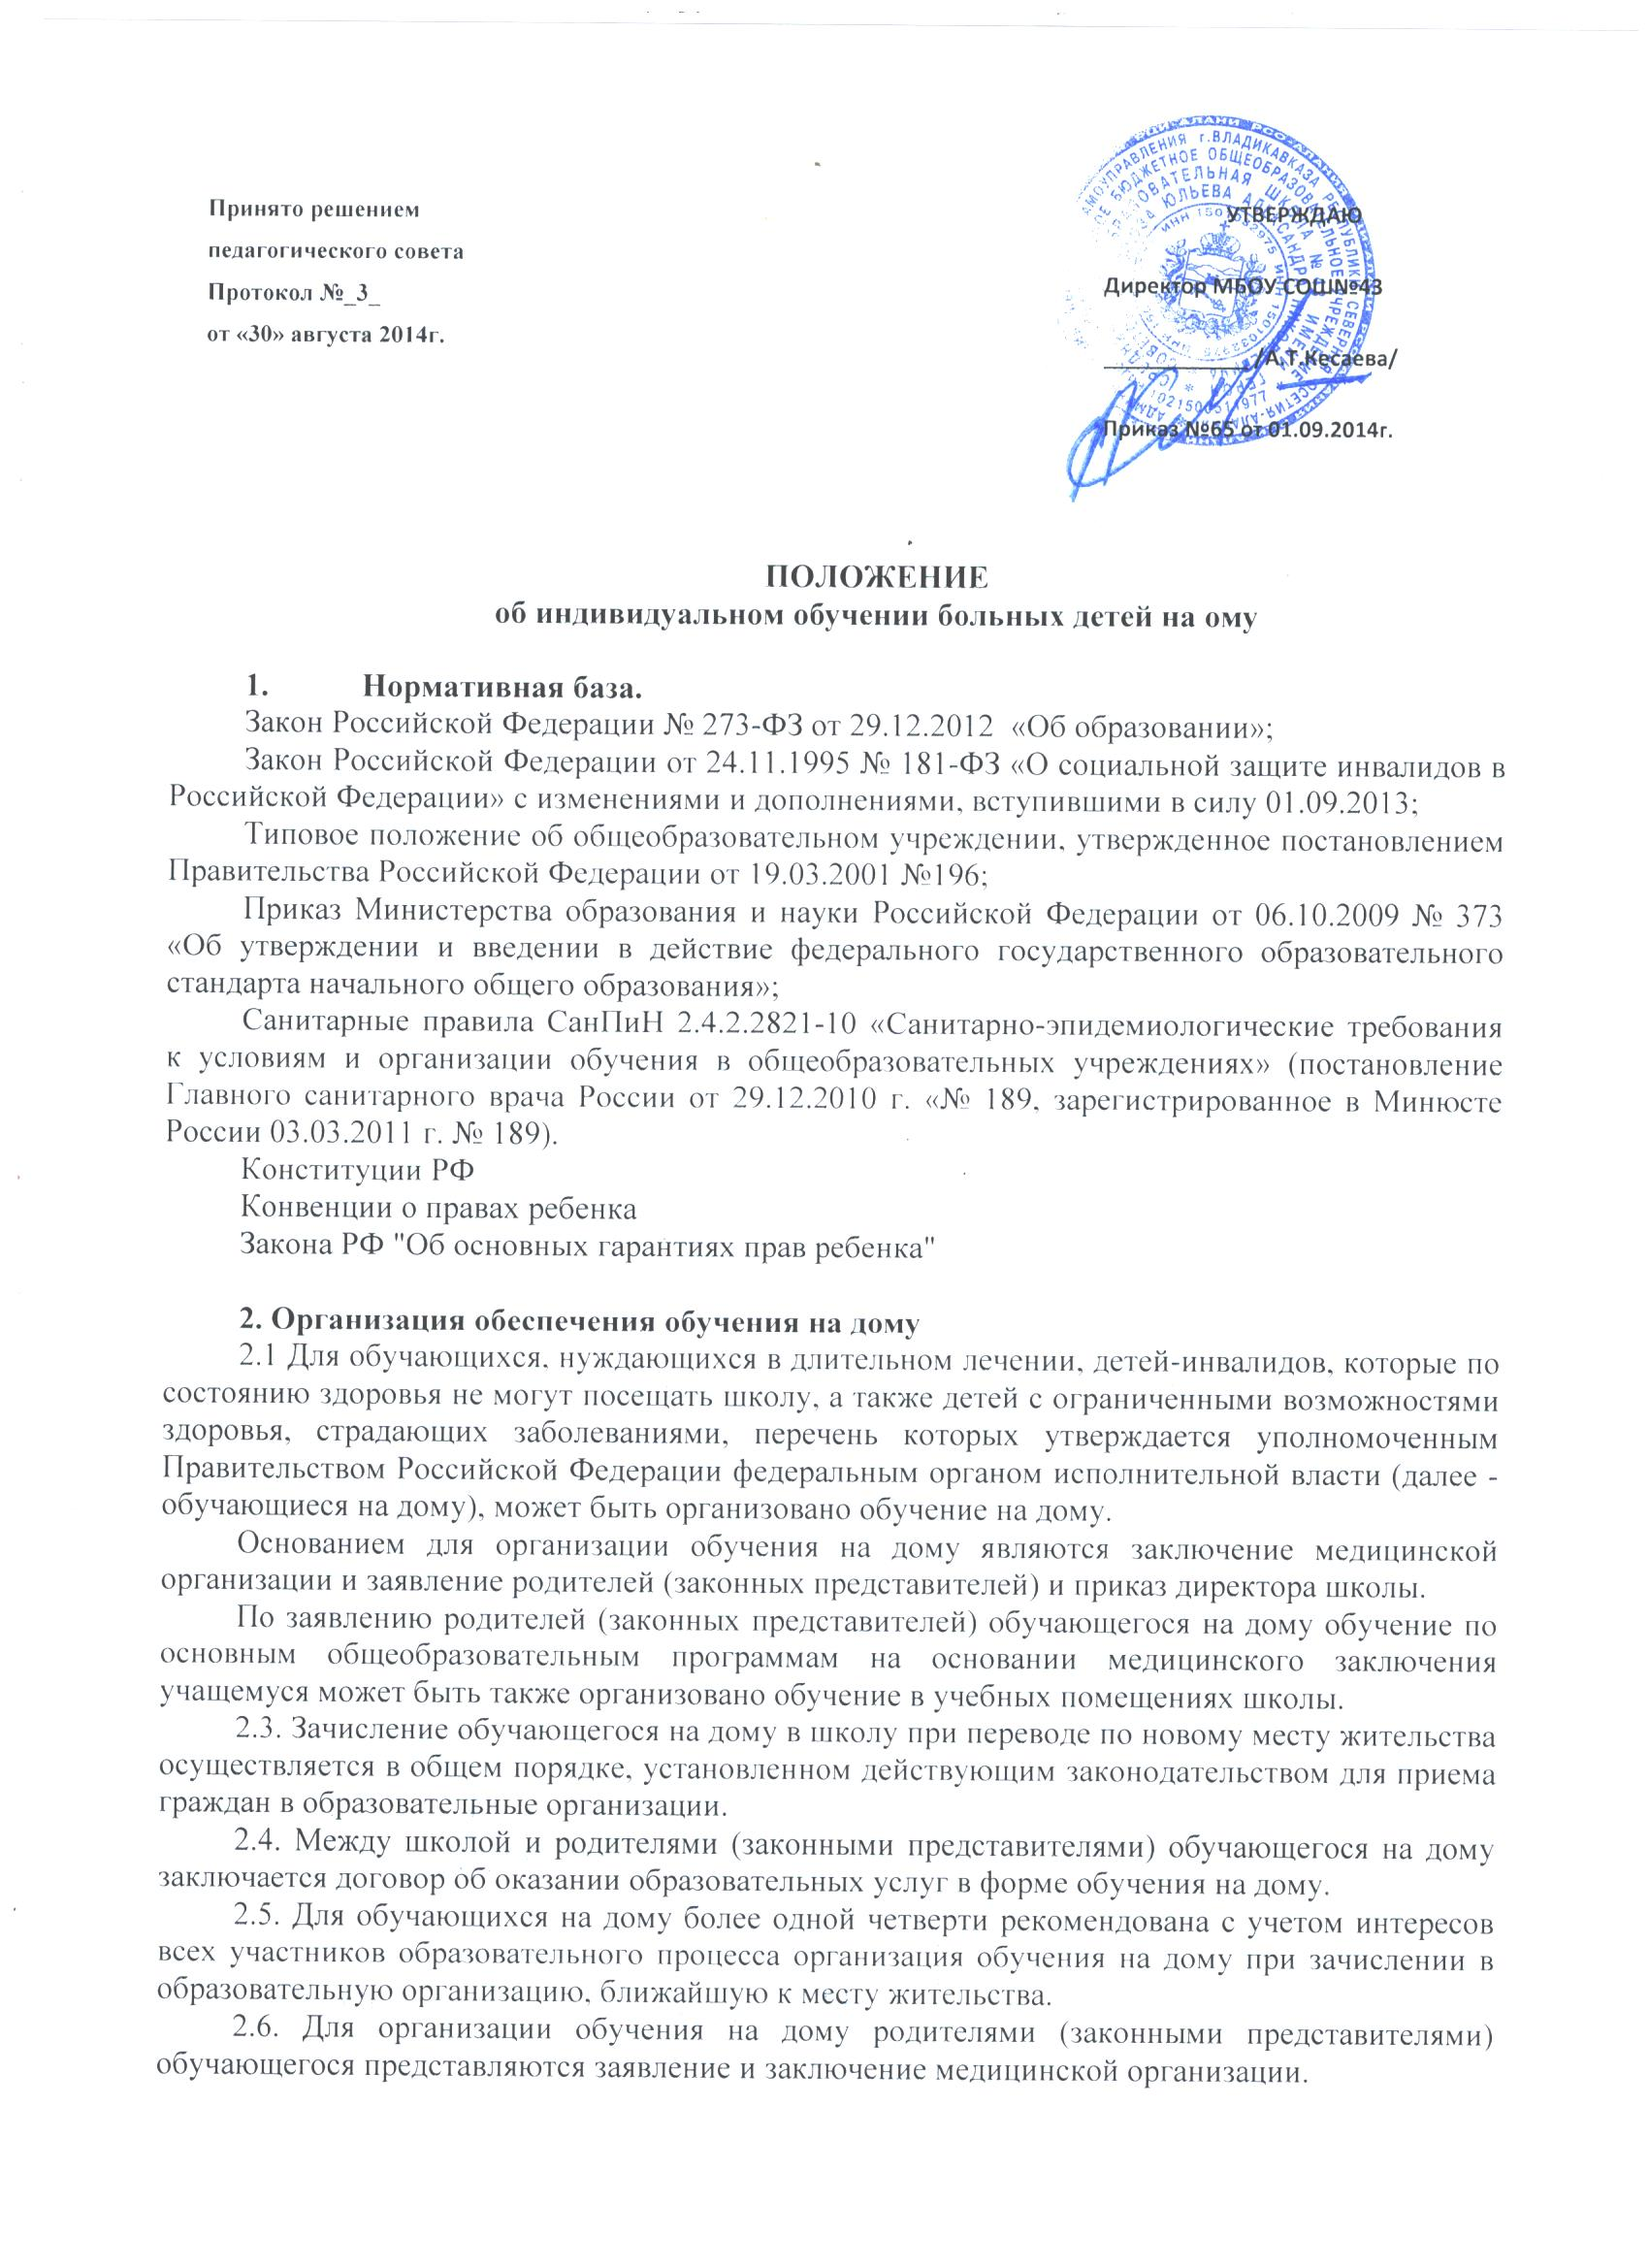 Принято решением
педагогического совета
Протокол №_3_
от «30» августа 2014г.
УТВЕРЖДАЮ
Директор МБОУ СОШ№43
____________/А.Т.Кесаева/
Приказ №65 от 01.09.2014г.
ПОЛОЖЕНИЕ
об индивидуальном обучении больных детей на ому
1. Нормативная база.
Закон Российской Федерации № 273-ФЗ от 29.12.2012 «Об образовании»;
Закон Российской Федерации от 24.11.1995 № 181-ФЗ «О социальной защите инвалидов в
Российской Федерации» с изменениями и дополнениями, вступившими в силу 01.09.2013;
Типовое положение об общеобразовательном учреждении, утвержденное постановлением
Правительства Российской Федерации от 19.03.2001 №196;
Приказ Министерства образования и науки Российской Федерации от 06.10.2009 № 373
«Об утверждении и введении в действие федерального государственного образовательного
стандарта начального общего образования»;
Санитарные правила СанПиН 2.4.2.2821-10 «Санитарно-эпидемиологические требования
к условиям и организации обучения в общеобразовательных учреждениях» (постановление
Главного санитарного врача России от 29.12.2010 г. «№ 189, зарегистрированное в Минюсте
России 03.03.2011 г. № 189).
Конституции РФ
Конвенции о правах ребенка
Закона РФ "Об основных гарантиях прав ребенка"
2. Организация обеспечения обучения на дому
2.1 Для обучающихся, нуждающихся в длительном лечении, детей-инвалидов, которые по
состоянию здоровья не могут посещать школу, а также детей с ограниченными возможностями
здоровья, страдающих заболеваниями, перечень которых утверждается уполномоченным
Правительством Российской Федерации федеральным органом исполнительной власти (далее -
обучающиеся на дому), может быть организовано обучение на дому.
Основанием для организации обучения на дому являются заключение медицинской
организации и заявление родителей (законных представителей) и приказ директора школы.
По заявлению родителей (законных представителей) обучающегося на дому обучение по
основным общеобразовательным программам на основании медицинского заключения
учащемуся может быть также организовано обучение в учебных помещениях школы.
2.3. Зачисление обучающегося на дому в школу при переводе по новому месту жительства
осуществляется в общем порядке, установленном действующим законодательством для приема
граждан в образовательные организации.
2.4. Между школой и родителями (законными представителями) обучающегося на дому
заключается договор об оказании образовательных услуг в форме обучения на дому.
2.5. Для обучающихся на дому более одной четверти рекомендована с учетом интересов
всех участников образовательного процесса организация обучения на дому при зачислении в
образовательную организацию, ближайшую к месту жительства.
2.6. Для организации обучения на дому родителями (законными представителями)
обучающегося представляются заявление и заключение медицинской организации.